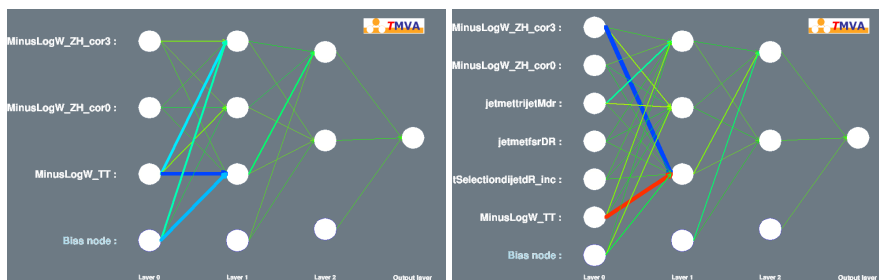 TMVA
MinusLogW_ZH_cor3 :
MinusLogW_ZH_cor0 :
MinusLogW_TT :
Bias node :
Layer 0
Layer 1
Layer 2
Output layer
TMVA
MinusLogW_ZH_cor3 :
MinusLogW_ZH_cor0 :
jetmettrijetMdr :
jetmetfsrDR :
tSelectiondijetdR_inc :
MinusLogW_TT :
Bias node :
Layer 0
Layer 1
Layer 2
Output layer